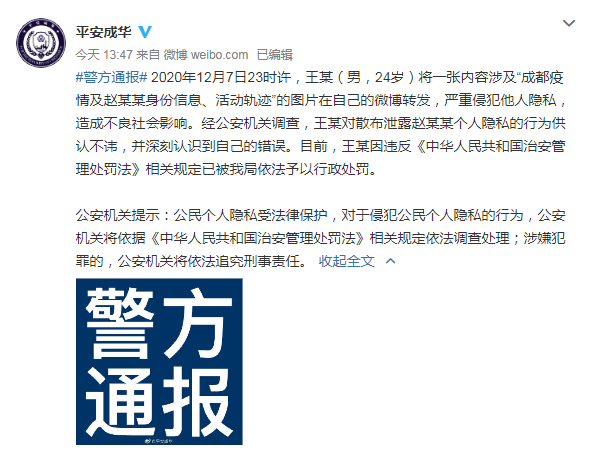 平安成华
今天 13:47 来自 微博 weibo.com 已编辑
#警方通报# 2020年12月7日23时许，王某（男，24岁）将一张内容涉及“成都疫
情及赵某某身份信息、活动轨迹”的图片在自己的微博转发，严重侵犯他人隐私，
造成不良社会影响。经公安机关调查，王某对散布泄露赵某某个人隐私的行为供
认不讳，并深刻认识到自己的错误。目前，王某因违反《中华人民共和国治安管
理处罚法》相关规定已被我局依法予以行政处罚。
公安机关提示：公民个人隐私受法律保护，对于侵犯公民个人隐私的行为，公安
机关将依据《中华人民共和国治安管理处罚法》相关规定依法调查处理；涉嫌犯
罪的，公安机关将依法追究刑事责任。 收起全文
警方
通报